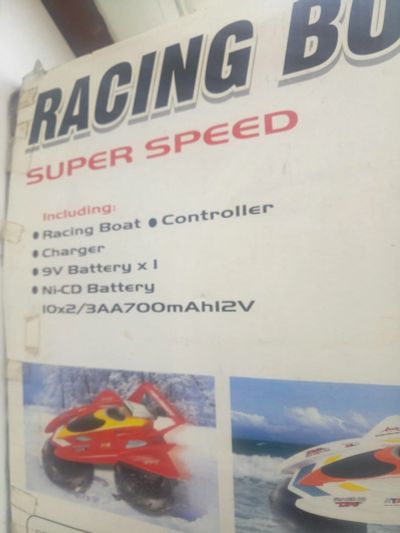 RACING BO
SUPER SPEED
Including:
• Racing Boat • Controller
• Charger
• 9V Battery x 1
• Ni-CD Battery
10x2/3AA700mAh12V